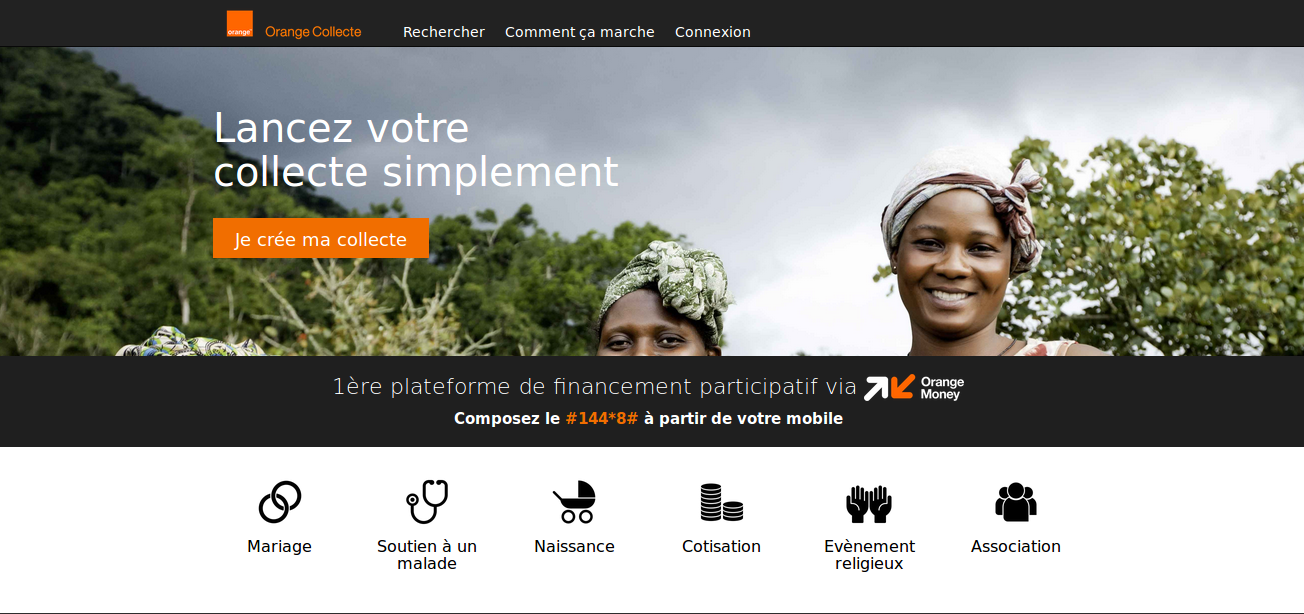 orange
Orange Collecte
Rechercher
Comment ça marche
Connexion
Lancez votre
collecte simplement
Je crée ma collecte
1ère plateforme de financement participatif via
Orange
Money
Composez le #144*8# à partir de votre mobile
Mariage
Soutien à un
malade
Naissance
Cotisation
Evènement
religieux
Association